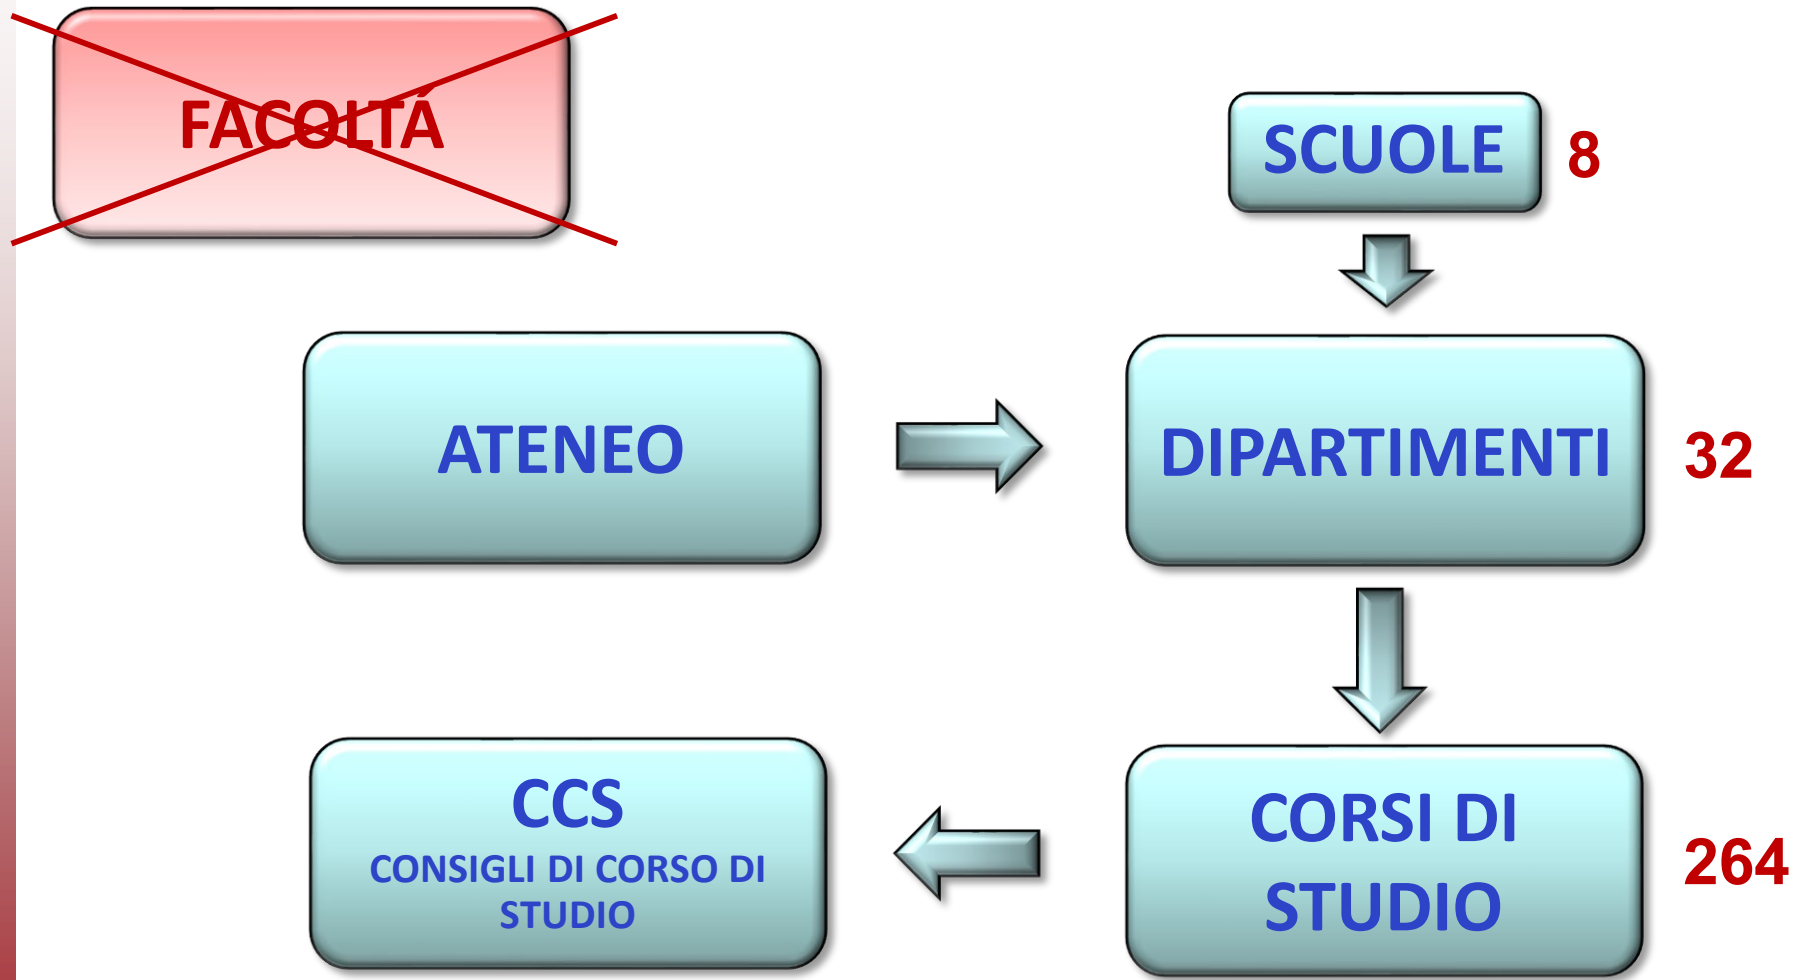 FACOLTÁ
SCUOLE
8
ATENEO
DIPARTIMENTI
32
CCS
CONSIGLI DI CORSO DI
STUDIO
CORSI DI
STUDIO
264